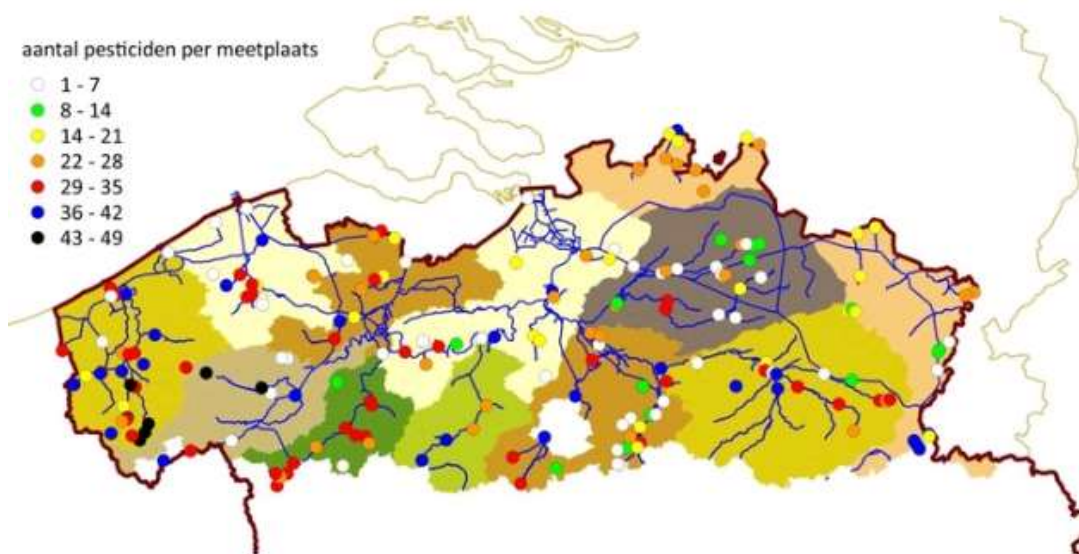 aantal pesticiden per meetplaats
1 - 7
8 - 14
14 - 21
22 - 28
29 - 35
36 - 42
43 - 49